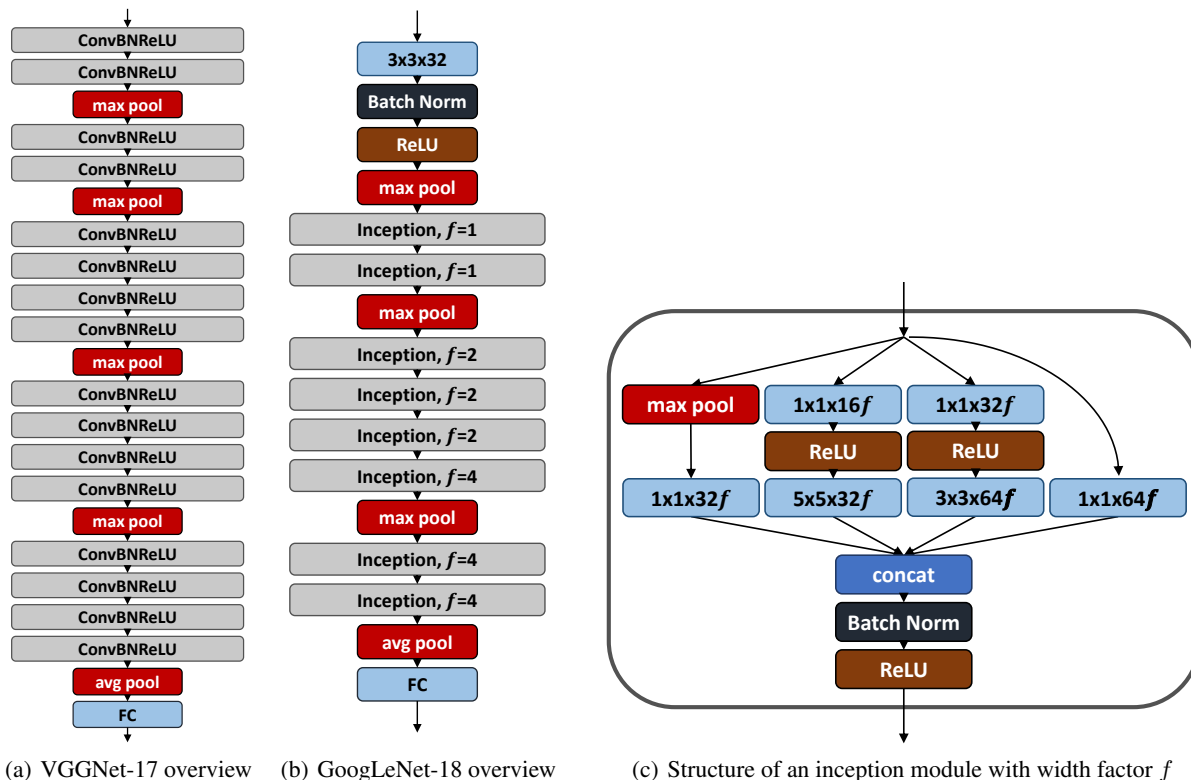 ConvBNReLU
ConvBNReLU
max pool
ConvBNReLU
ConvBNReLU
max pool
ConvBNReLU
ConvBNReLU
ConvBNReLU
ConvBNReLU
max pool
ConvBNReLU
ConvBNReLU
ConvBNReLU
ConvBNReLU
max pool
ConvBNReLU
ConvBNReLU
ConvBNReLU
ConvBNReLU
avg pool
FC
(a) VGGNet-17 overview
3x3x32
Batch Norm
ReLU
max pool
Inception, f=1
Inception, f=1
max pool
Inception, f=2
Inception, f=2
Inception, f=2
Inception, f=4
max pool
Inception, f=4
Inception, f=4
avg pool
FC
(b) GoogLeNet-18 overview
max pool 1x1x16f 1x1x32f
ReLU ReLU
1x1x32f 5x5x32f 3x3x64f 1x1x64f
concat
Batch Norm
ReLU
(c) Structure of an inception module with width factor f